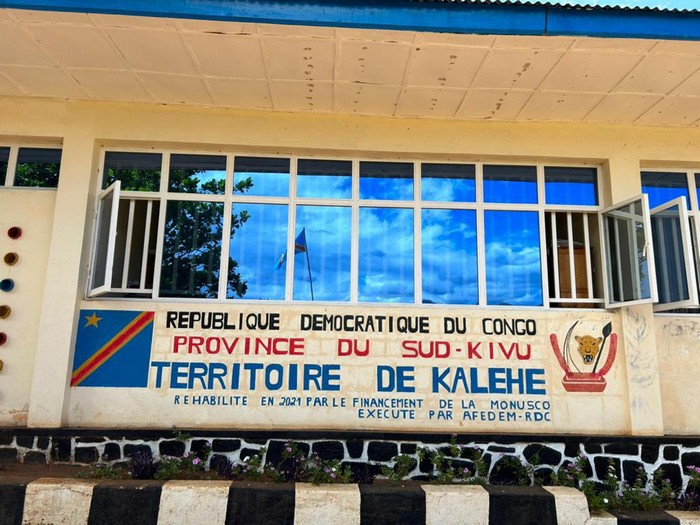 REPUBLIQUE DEMOCRATIQUE DU CONGO
PROVINCE DU SUD-KIVU
TERRITOIRE DE KALEHE
REHABILITE EN 2021 PAR LE FINANCEMENT DE LA MONUSCO
EXECUTE PAR AFEDEM-RDC